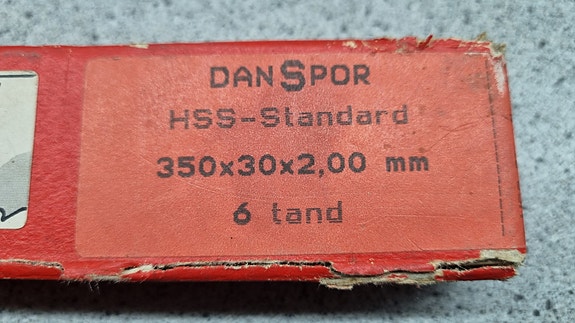 DANSPOR
HSS-Standard
350x30x2,00 mm
6 tand